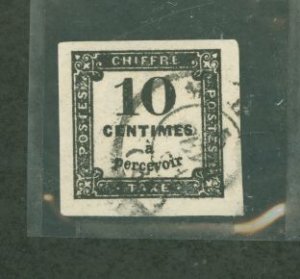 CHIFFRE
POSTES
10
CENTIMES
à
percevoir
POSTES
TAXE